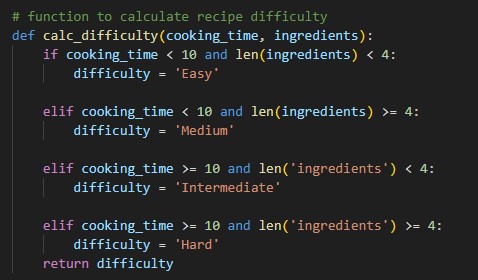 # function to calculate recipe difficulty
def calc_difficulty(cooking_time, ingredients):
    if cooking_time < 10 and len(ingredients) < 4:
        difficulty = 'Easy'

    elif cooking_time < 10 and len(ingredients) >= 4:
        difficulty = 'Medium'

    elif cooking_time >= 10 and len('ingredients') < 4:
        difficulty = 'Intermediate'

    elif cooking_time >= 10 and len('ingredients') >= 4:
        difficulty = 'Hard'
    return difficulty